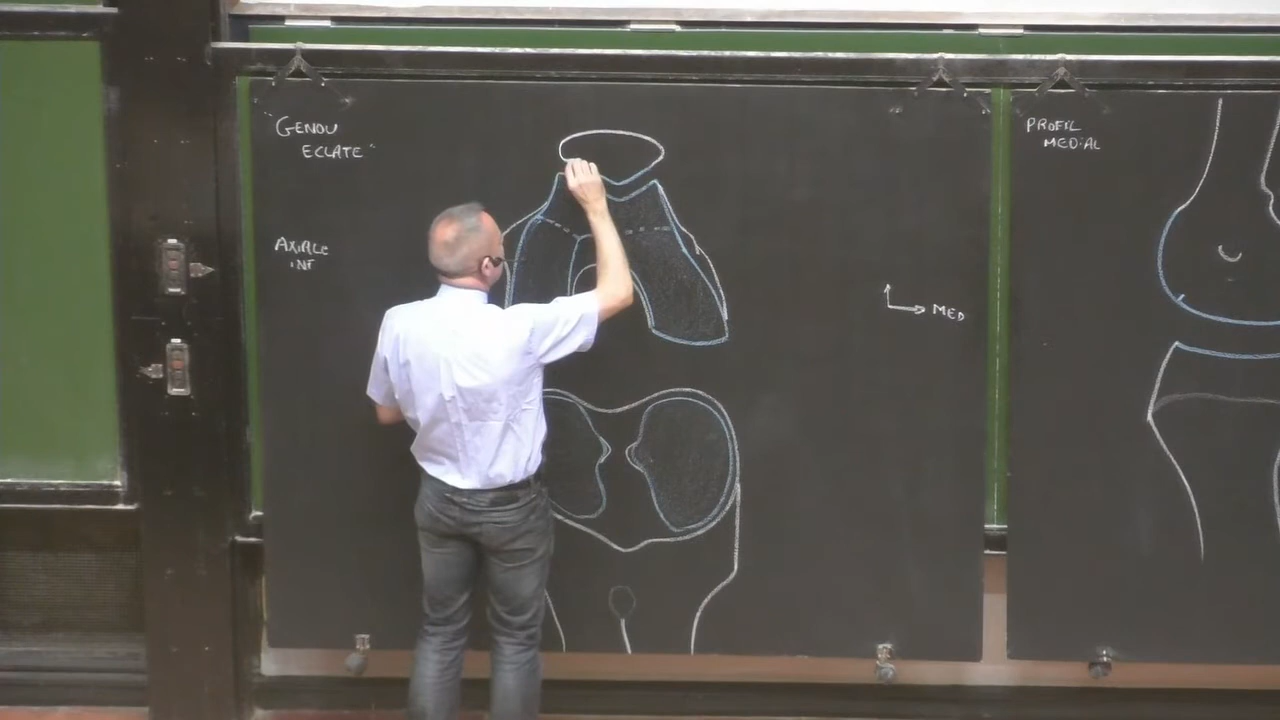 "GENOU
ECLATE"
AXIALE
INF
MED
PROFIL
MEDIAL